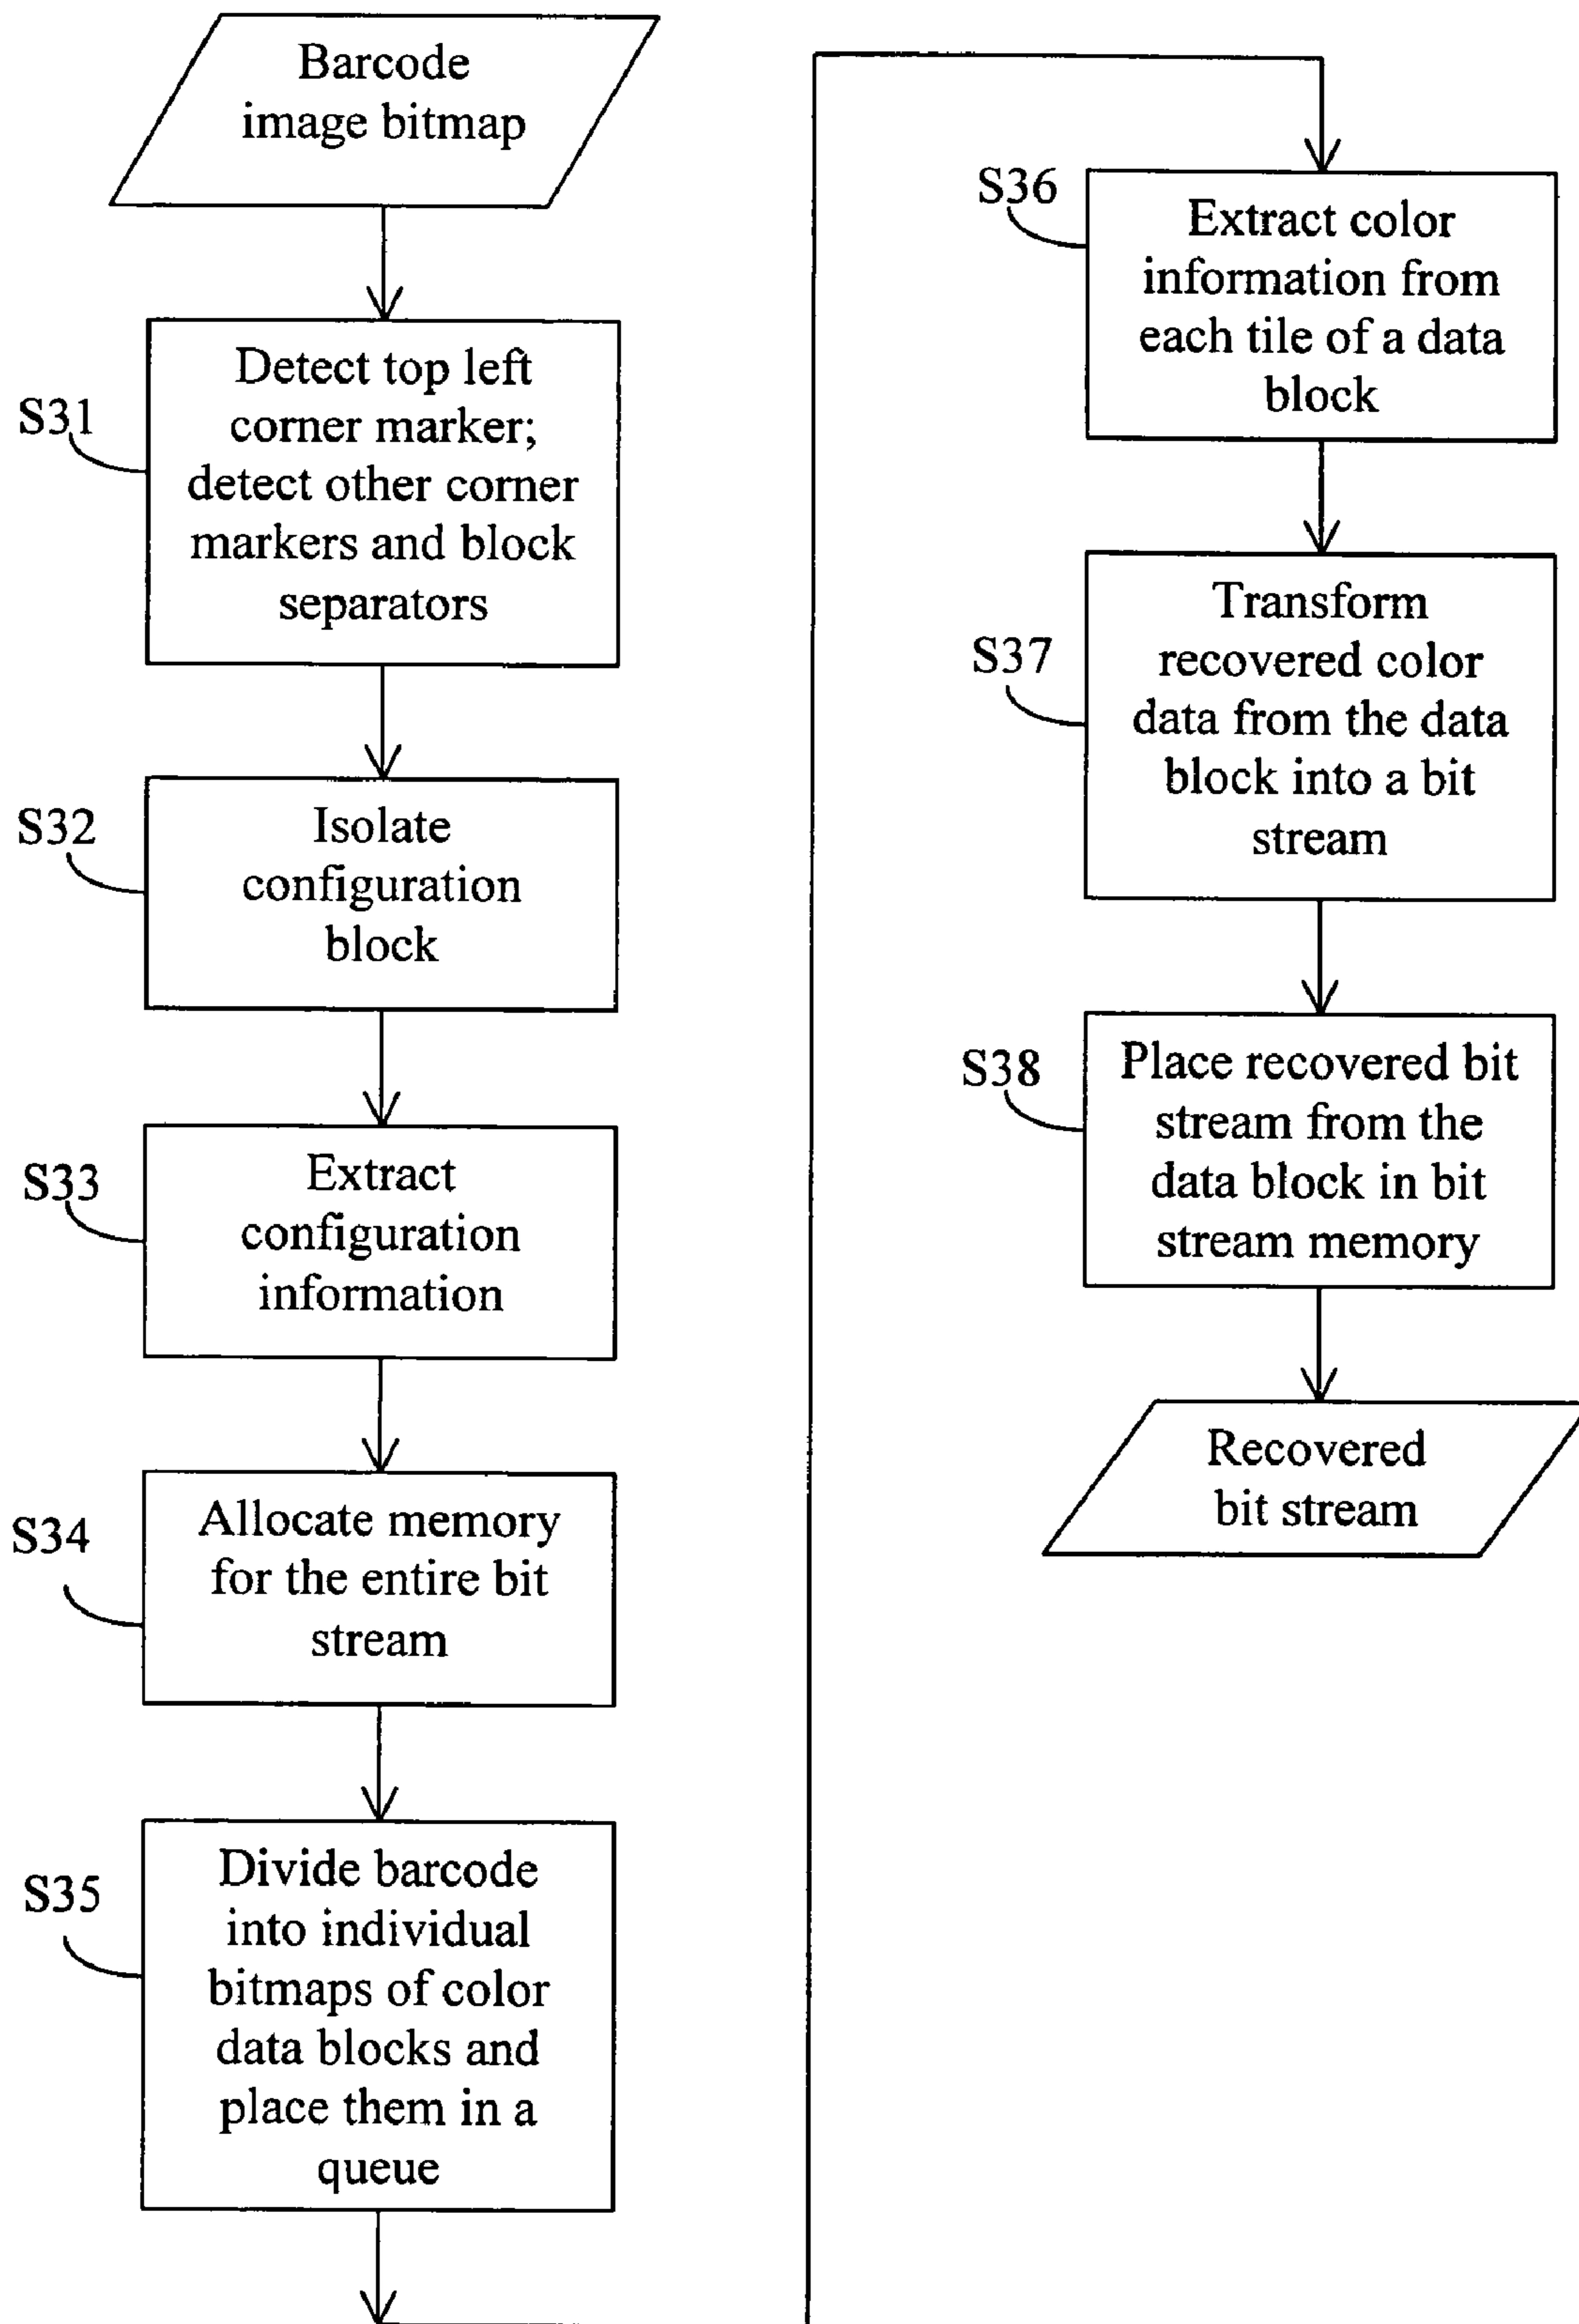 Barcode
image bitmap
S31
Detect top left
corner marker;
detect other corner
markers and block
separators
S32
Isolate
configuration
block
S33
Extract
configuration
information
S34
Allocate memory
for the entire bit
stream
S35
Divide barcode
into individual
bitmaps of color
data blocks and
place them in a
queue
S36
Extract color
information from
each tile of a data
block
S37
Transform
recovered color
data from the data
block into a bit
stream
S38
Place recovered bit
stream from the
data block in bit
stream memory
Recovered
bit stream